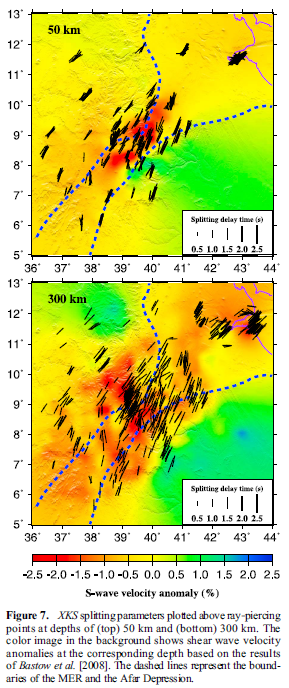 13˚
50 km
12˚
11˚
10˚
9˚
8˚
7˚
6˚
5˚
Splitting delay time (s)
0.5 1.0 1.5 2.0 2.5
36˚ 37˚ 38˚ 39˚ 40˚ 41˚ 42˚ 43˚ 44˚
13˚
300 km
12˚
11˚
10˚
9˚
8˚
7˚
6˚
5˚
Splitting delay time (s)
0.5 1.0 1.5 2.0 2.5
36˚ 37˚ 38˚ 39˚ 40˚ 41˚ 42˚ 43˚ 44˚
-2.5 -2.0 -1.5 -1.0 -0.5 0.0 0.5 1.0 1.5 2.0 2.5
S-wave velocity anomaly (%)
Figure 7. XKS splitting parameters plotted above ray-piercing
points at depths of (top) 50 km and (bottom) 300 km. The
color image in the background shows shear wave velocity
anomalies at the corresponding depth based on the results
of Bastow et al. [2008]. The dashed lines represent the bound-
aries of the MER and the Afar Depression.